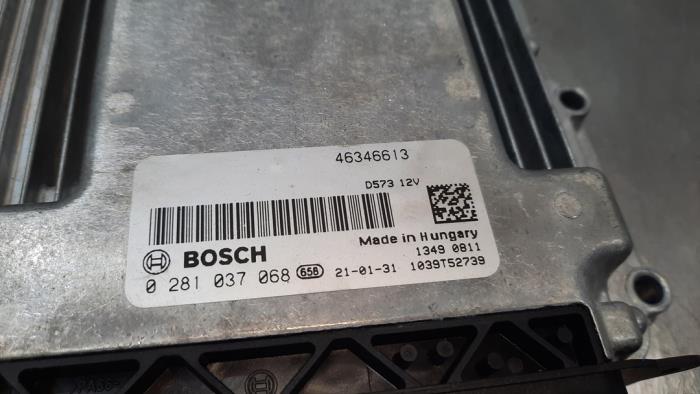 46346613
D573 12V
Made in Hungary
BOSCH
1349 0811
0 281 037 068 658 21-01-31 1039T52739